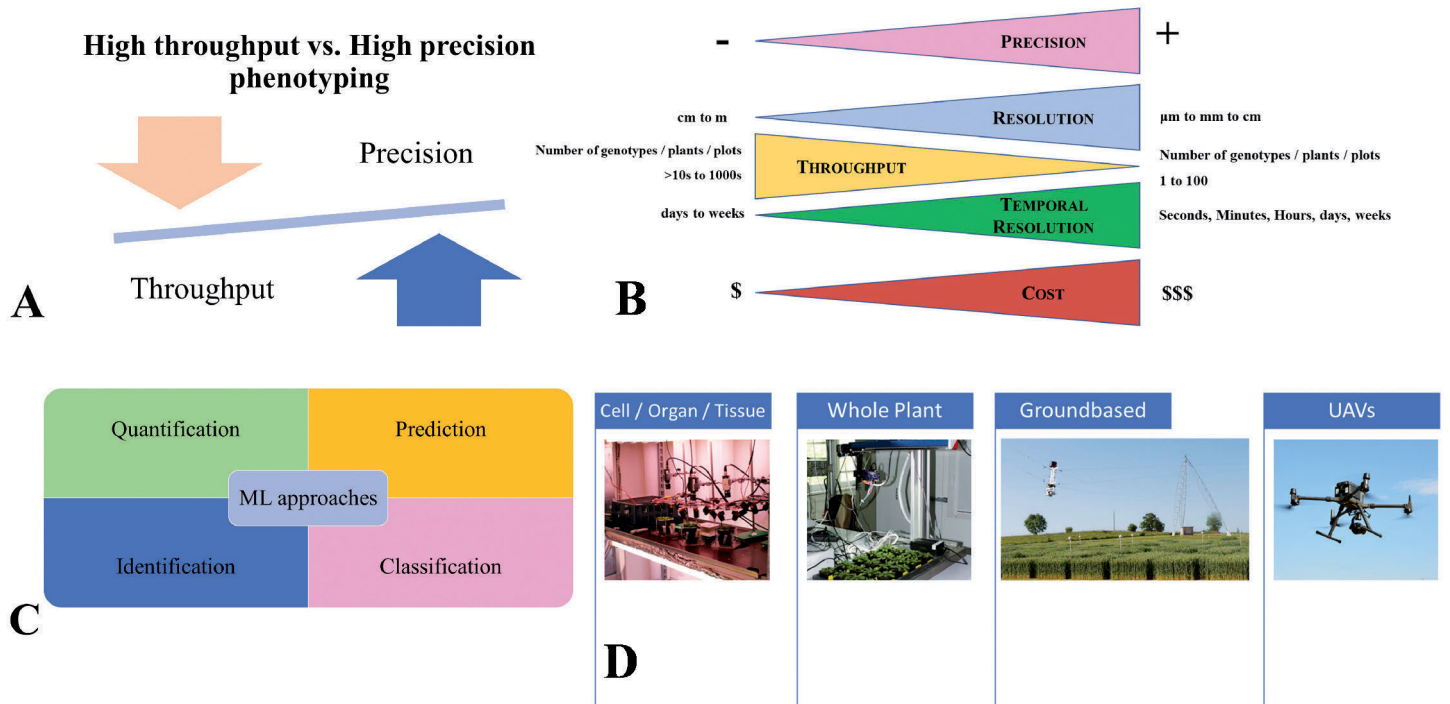 High throughput vs. High precision
phenotyping
Precision
Throughput
A
-
PRECISION
+
cm to m
RESOLUTION
µm to mm to cm
Number of genotypes / plants / plots
>10s to 1000s
THROUGHPUT
Number of genotypes / plants / plots
1 to 100
days to weeks
TEMPORAL
RESOLUTION
Seconds, Minutes, Hours, days, weeks
B
$
COST
$$$
Quantification
Prediction
ML approaches
Identification
Classification
C
Cell / Organ / Tissue
Whole Plant
Groundbased
UAVs
D